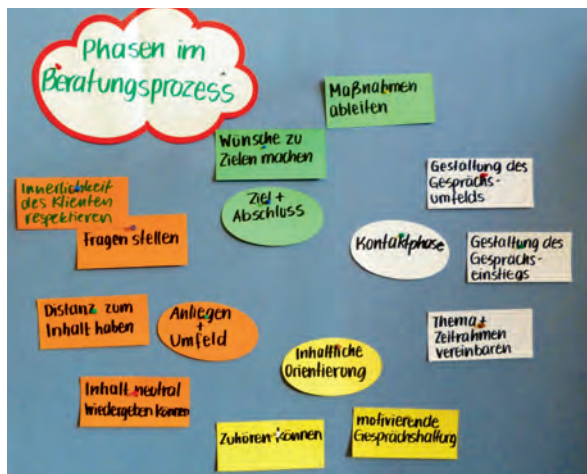 Phasen im
Beratungsprozess
Maßnahmen
ableiten
Wünsche zu
Zielen machen
Ziel +
Abschluss
Innerlichkeit
des Klienten
respektieren
Fragen stellen
Distanz zum
Inhalt haben
Anliegen
+
Umfeld
Inhalt neutral
Wiedergeben können
Kontaktphase
Gestaltung des
Gesprächs-
umfelds
Gestaltung des
Gesprächs-
einstiegs
Thema +
Zeitrahmen
vereinbaren
Inhaltliche
Orientierung
Zuhören können
motivierende
Gesprächshaltung